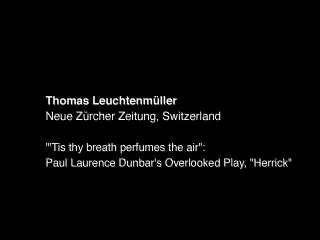 Thomas Leuchtenmüller
Neue Zürcher Zeitung, Switzerland
"'Tis thy breath perfumes the air":
Paul Laurence Dunbar's Overlooked Play, "Herrick"